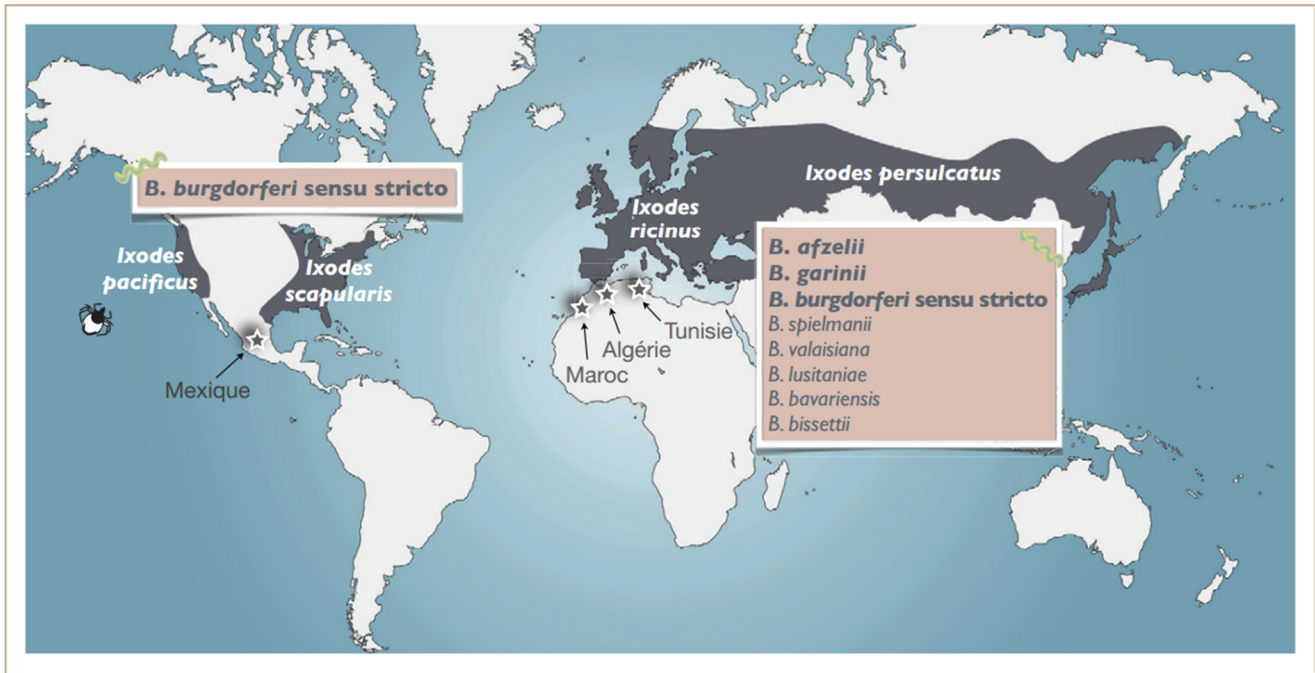 B. burgdorferi sensu stricto
Ixodes
pacificus
Ixodes
scapularis
Mexique
Ixodes
ricinus
Ixodes persulcatus
Tunisie
Algérie
Maroc
B. afzelii
B. garinii
B. burgdorferi sensu stricto
B. spielmanii
B. valaisiana
B. lusitaniae
B. bavariensis
B. bissettii